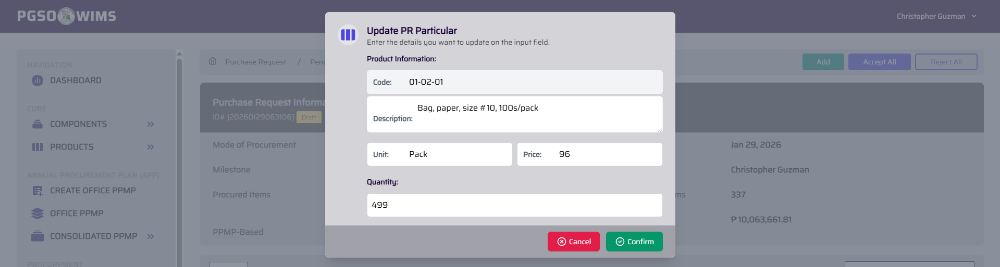 PGSO WIMS
Christopher Guzman
NAVIGATION
DASHBOARD
CORE
COMPONENTS
PRODUCTS
ANNUAL PROCUREMENT PLAN (APP)
CREATE OFFICE PPMP
OFFICE PPMP
CONSOLIDATED PPMP
PROCUREMENT
Purchase Request / Pen
Add
Accept All
Reject All
Purchase Request Informa
ID# [20260129063106] Draft
Mode of Procurement
Jan 29, 2026
Milestone
Christopher Guzman
Procured Items
ms
337
₱10,063,661.81
PPMP-Based
Update PR Particular
Enter the details you want to update on the input field.
Product Information:
Code: 01-02-01
Description: Bag, paper, size #10, 100s/pack
Unit: Pack
Price: 96
Quantity:
499
Cancel
Confirm